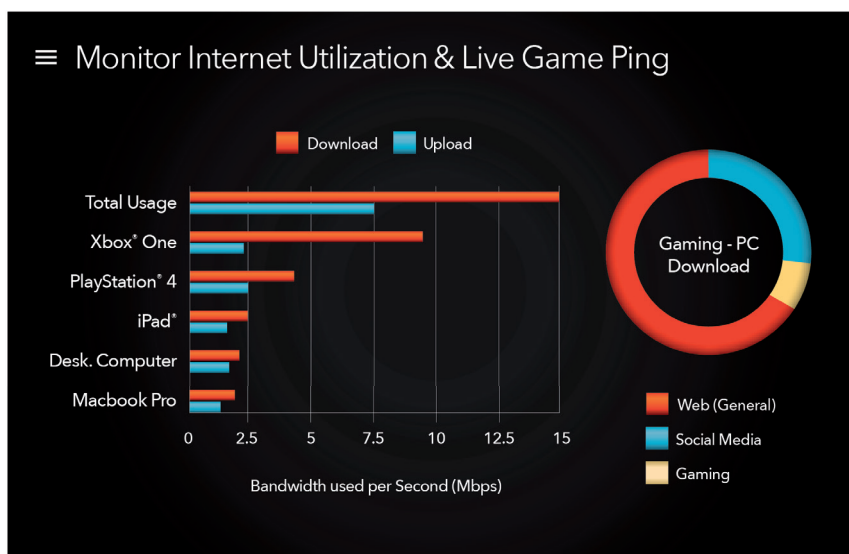 Monitor Internet Utilization & Live Game Ping
Download
Upload
Total Usage
Xbox® One
PlayStation® 4
iPad®
Desk. Computer
Macbook Pro
0 2.5 5 7.5 10 12.5 15
Bandwidth used per Second (Mbps)
Gaming - PC
Download
Web (General)
Social Media
Gaming